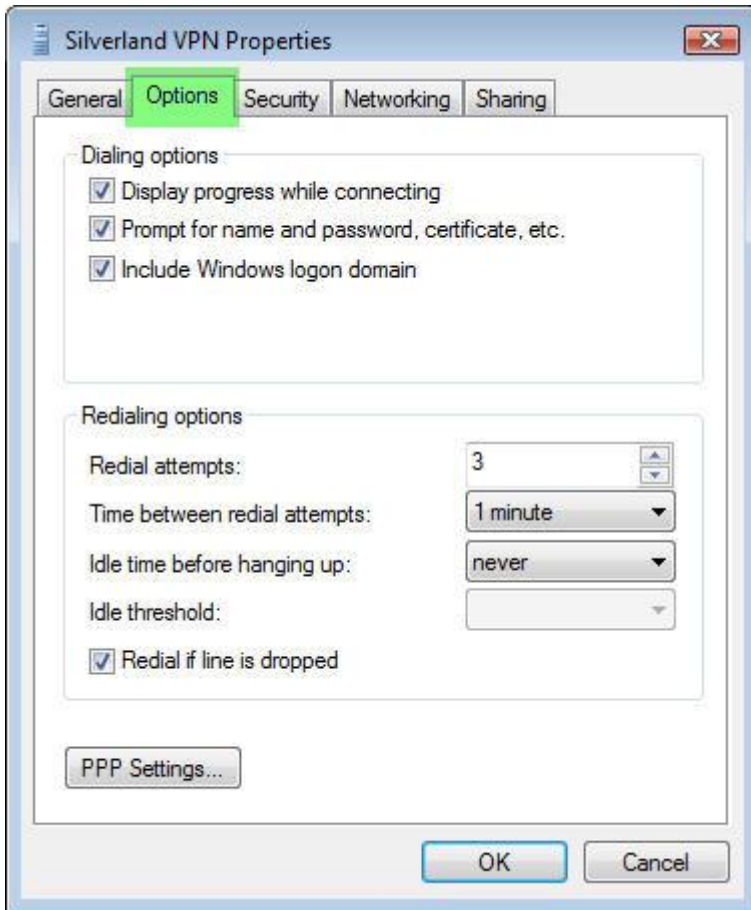 Silverland VPN Properties
General Options Security Networking Sharing
Dialing options
Display progress while connecting
Prompt for name and password, certificate, etc.
Include Windows logon domain
Redialing options
Redial attempts: 3
Time between redial attempts: 1 minute
Idle time before hanging up: never
Idle threshold:
Redial if line is dropped
PPP Settings...
OK Cancel